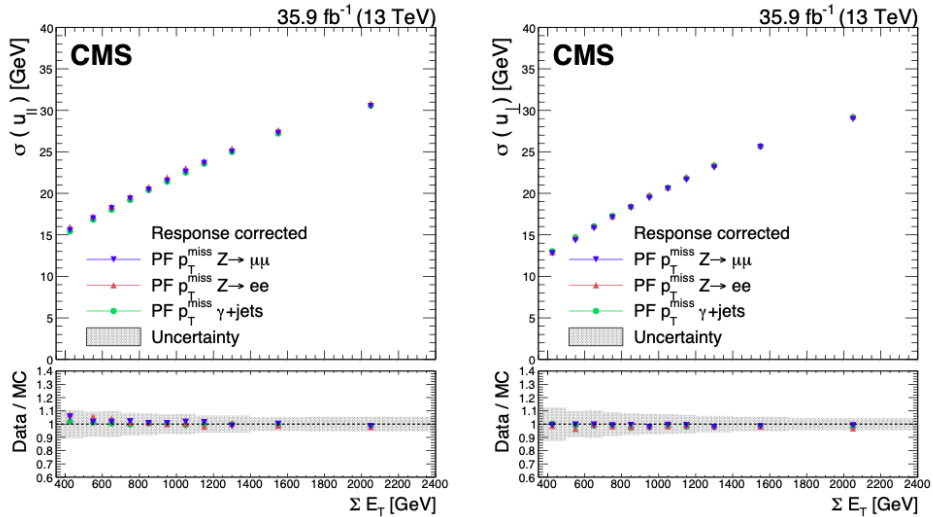 35.9 fb⁻¹ (13 TeV)
CMS
σ ( u∥ ) [GeV]
40
35
30
25
20
15
10
5
0
Response corrected
PF p_T^miss Z→ μμ
PF p_T^miss Z→ ee
PF p_T^miss γ+jets
Uncertainty
Data / MC
1.4
1.3
1.2
1.1
1
0.9
0.8
0.7
0.6
400 600 800 1000 1200 1400 1600 1800 2000 2200 2400
Σ E_T [GeV]
35.9 fb⁻¹ (13 TeV)
CMS
σ ( u⊥ ) [GeV]
40
35
30
25
20
15
10
5
0
Response corrected
PF p_T^miss Z→ μμ
PF p_T^miss Z→ ee
PF p_T^miss γ+jets
Uncertainty
Data / MC
1.4
1.3
1.2
1.1
1
0.9
0.8
0.7
0.6
400 600 800 1000 1200 1400 1600 1800 2000 2200 2400
Σ E_T [GeV]